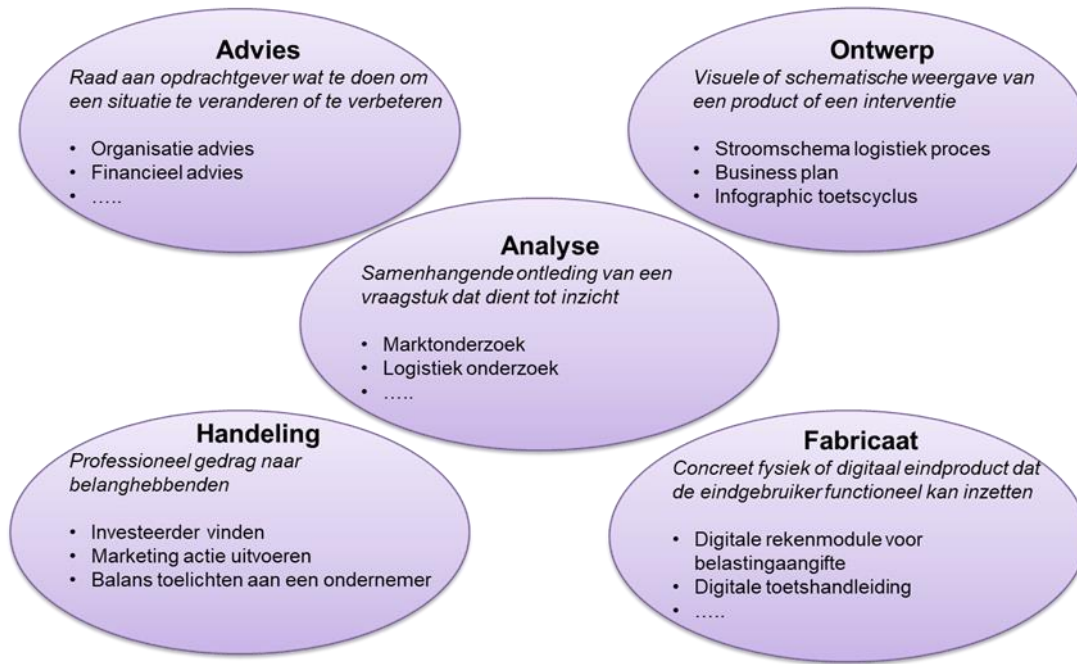 Advies
Raad aan opdrachtgever wat te doen om
een situatie te veranderen of te verbeteren
• Organisatie advies
• Financieel advies
• …..
Ontwerp
Visuele of schematische weergave van
een product of een interventie
• Stroomschema logistiek proces
• Business plan
• Infographic toetscyclus
Analyse
Samenhangende ontleding van een
vraagstuk dat dient tot inzicht
• Marktonderzoek
• Logistiek onderzoek
• …..
Handeling
Professioneel gedrag naar
belanghebbenden
• Investeerder vinden
• Marketing actie uitvoeren
• Balans toelichten aan een ondernemer
Fabricaat
Concreet fysiek of digitaal eindproduct dat
de eindgebruiker functioneel kan inzetten
• Digitale rekenmodule voor
belastingaangifte
• Digitale toetshandleiding
• …..